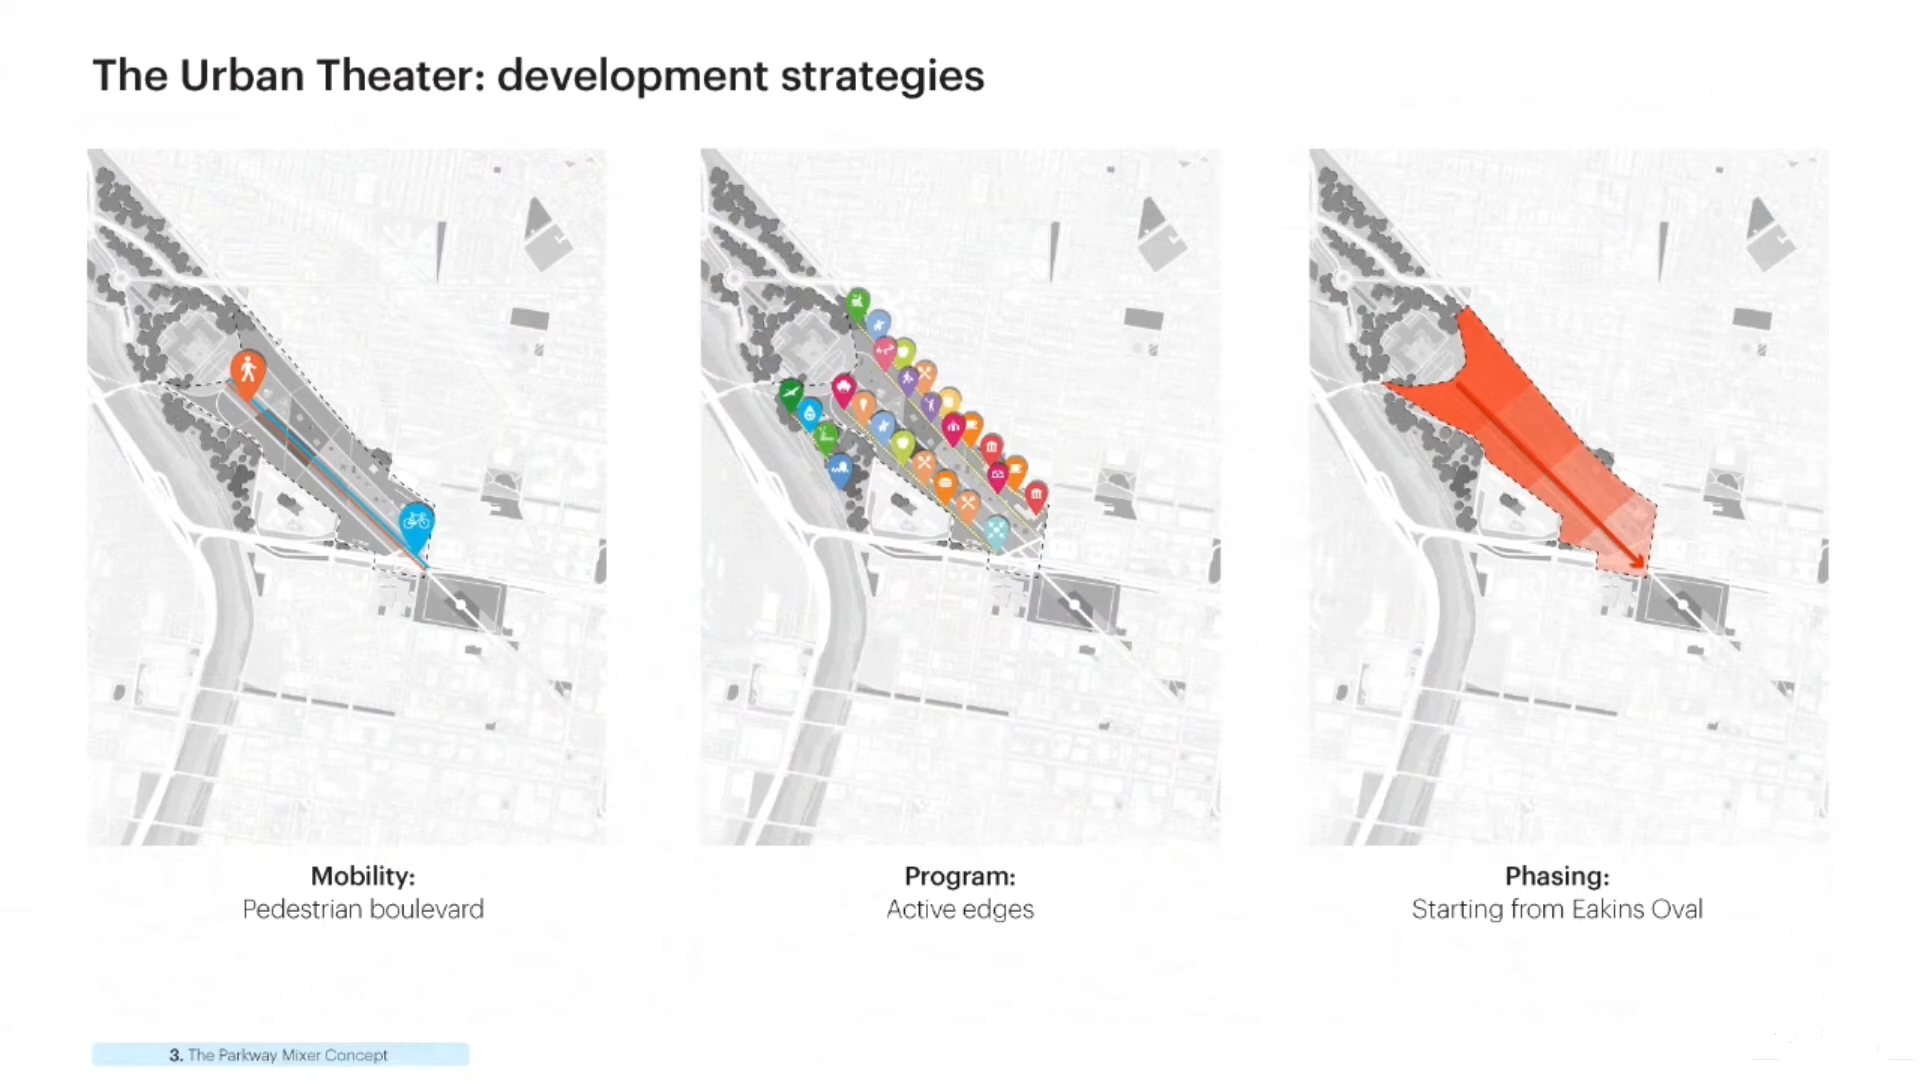 The Urban Theater: development strategies
Mobility:
Pedestrian boulevard
Program:
Active edges
Phasing:
Starting from Eakins Oval
3. The Parkway Mixer Concept